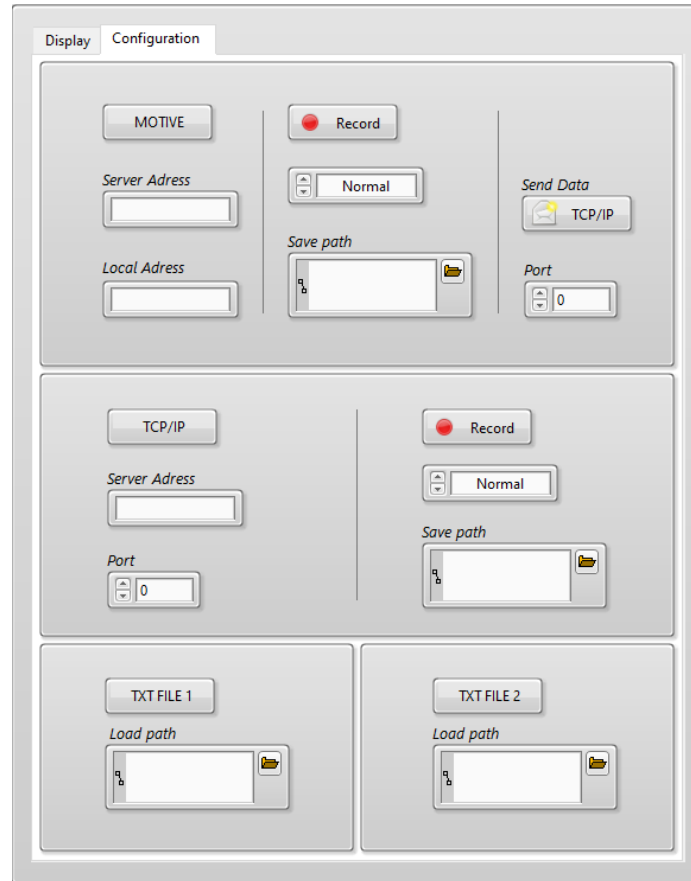 Display
Configuration
MOTIVE
Server Adress
Local Adress
Record
Normal
Save path
Send Data
TCP/IP
Port
0
TCP/IP
Server Adress
Port
0
Record
Normal
Save path
TXT FILE 1
Load path
TXT FILE 2
Load path